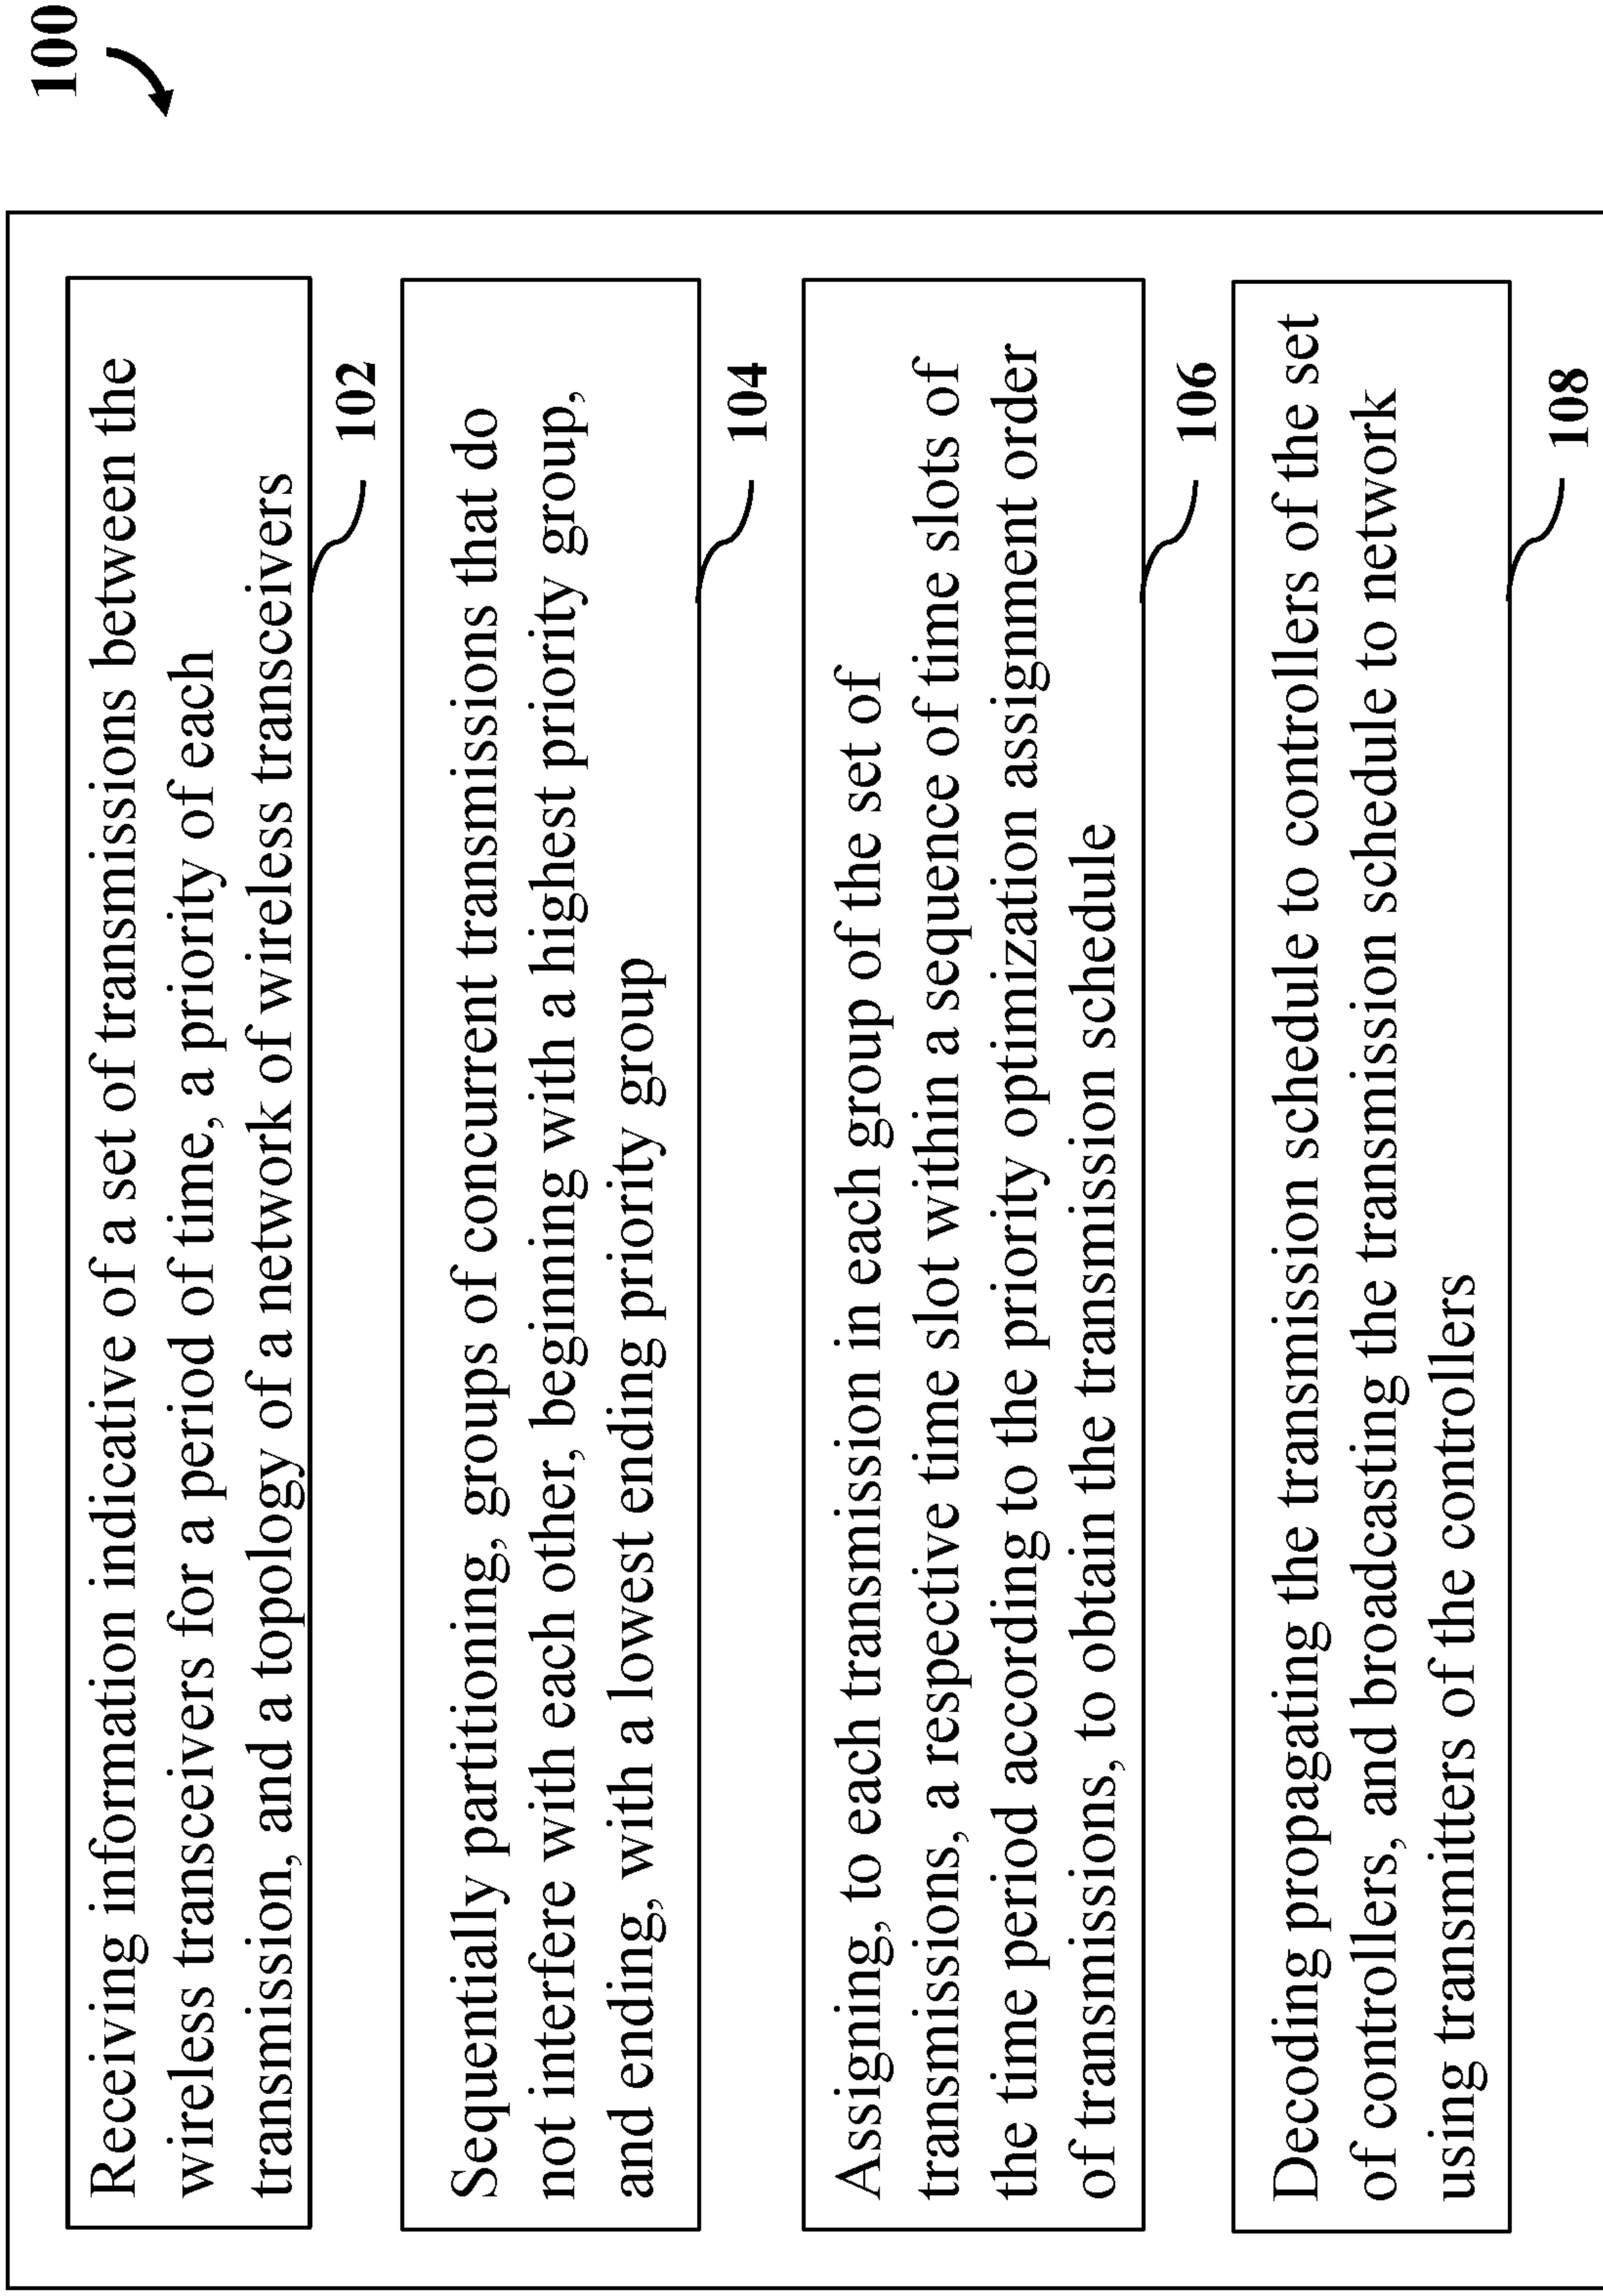 100
Receiving information indicative of a set of transmissions between the
wireless transceivers for a period of time, a priority of each
transmission, and a topology of a network of wireless transceivers
102
Sequentially partitioning, groups of concurrent transmissions that do
not interfere with each other, beginning with a highest priority group,
and ending, with a lowest ending priority group
104
Assigning, to each transmission in each group of the set of
transmissions, a respective time slot within a sequence of time slots of
the time period according to the priority optimization assignment order
of transmissions, to obtain the transmission schedule
106
Decoding propagating the transmission schedule to controllers of the set
of controllers, and broadcasting the transmission schedule to network
using transmitters of the controllers
108